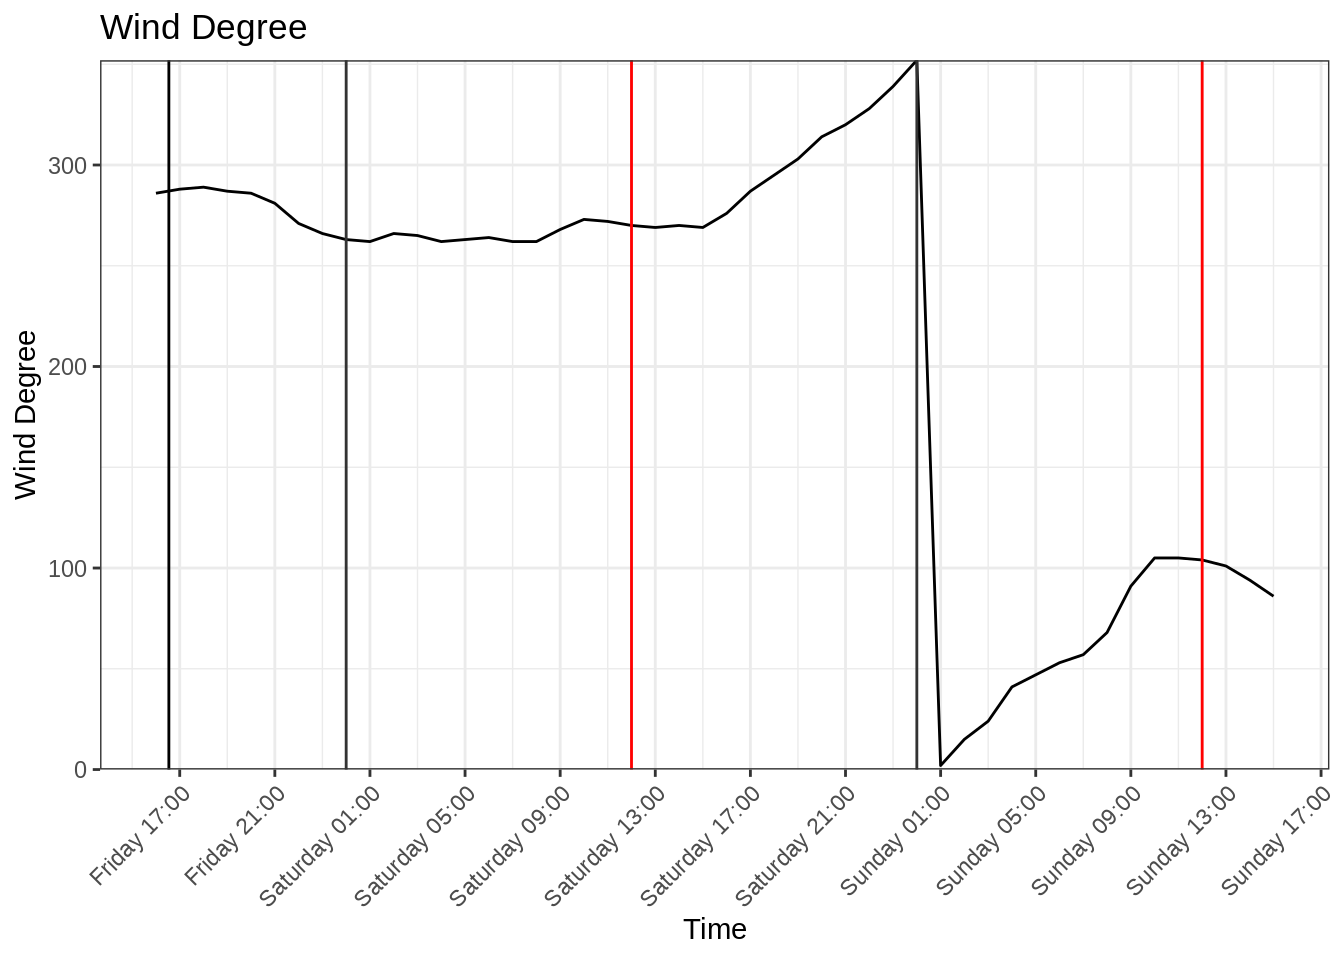 Wind Degree
Wind Degree
300
200
100
0
Friday 17:00
Friday 21:00
Saturday 01:00
Saturday 05:00
Saturday 09:00
Saturday 13:00
Saturday 17:00
Saturday 21:00
Sunday 01:00
Sunday 05:00
Sunday 09:00
Sunday 13:00
Sunday 17:00
Time